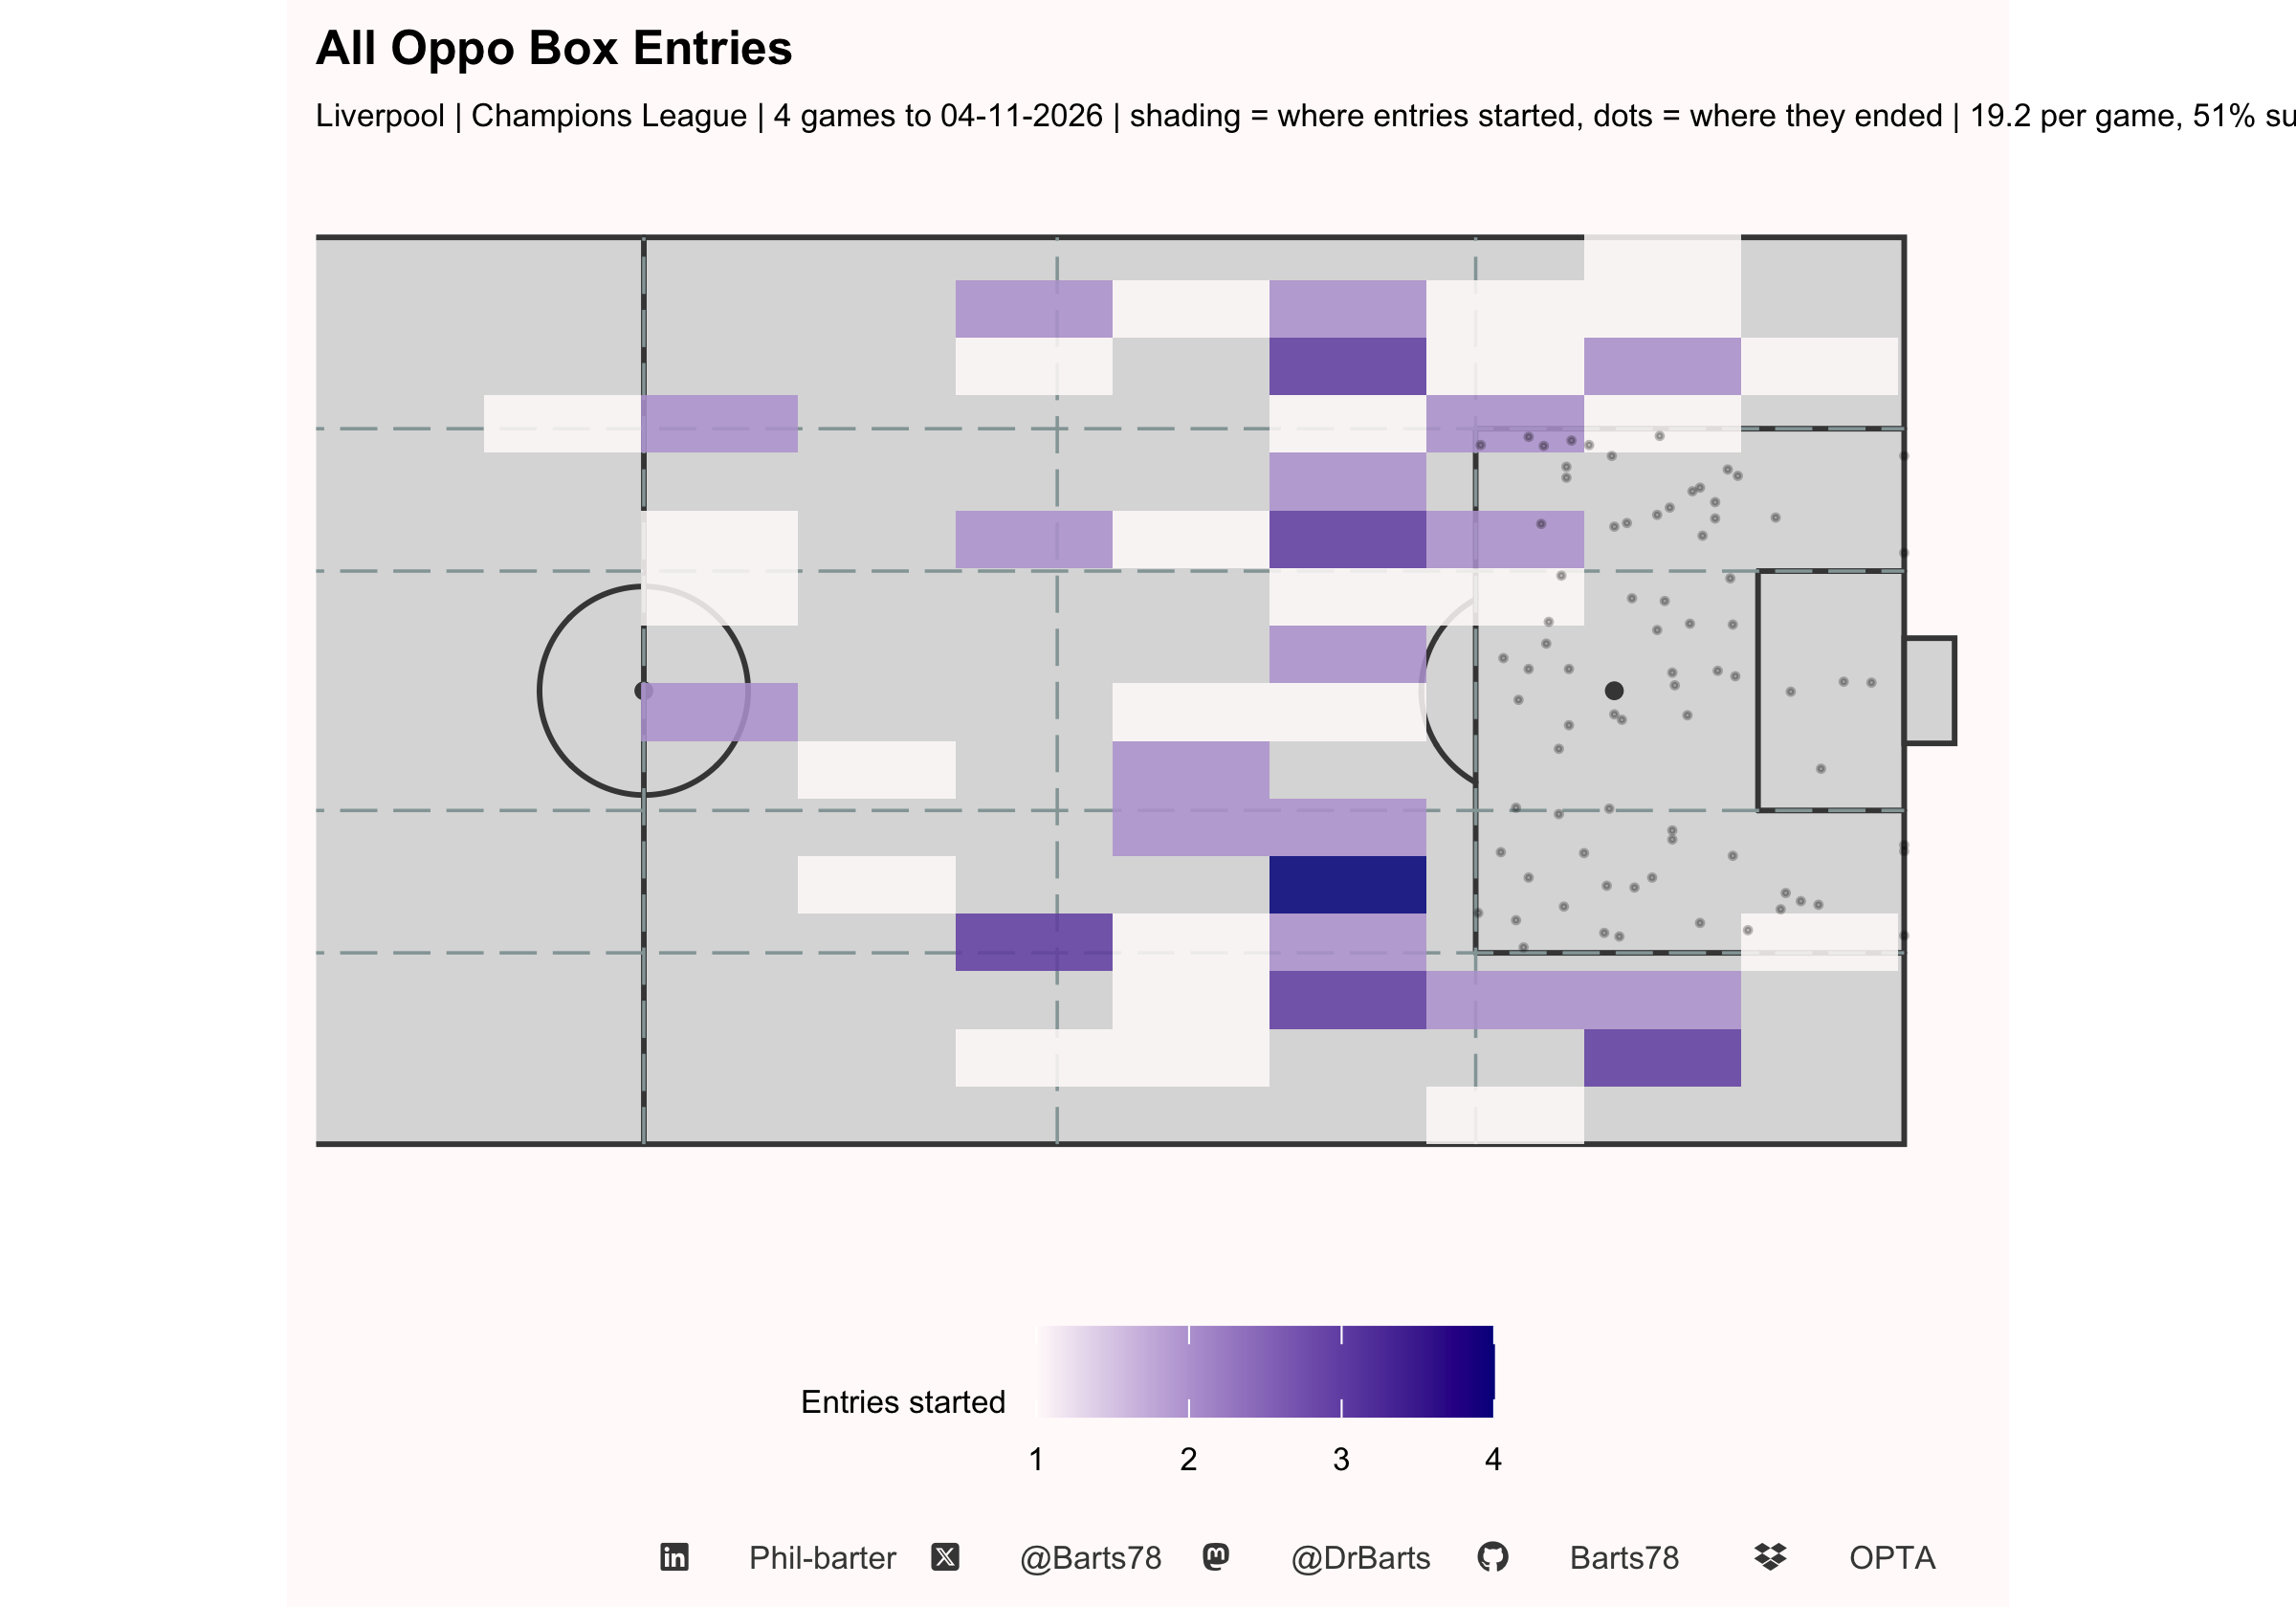 All Oppo Box Entries
Liverpool | Champions League | 4 games to 04-11-2026 | shading = where entries started, dots = where they ended | 19.2 per game, 51% su
Entries started
1 2 3 4
Phil-barter @Barts78 @DrBarts Barts78 OPTA